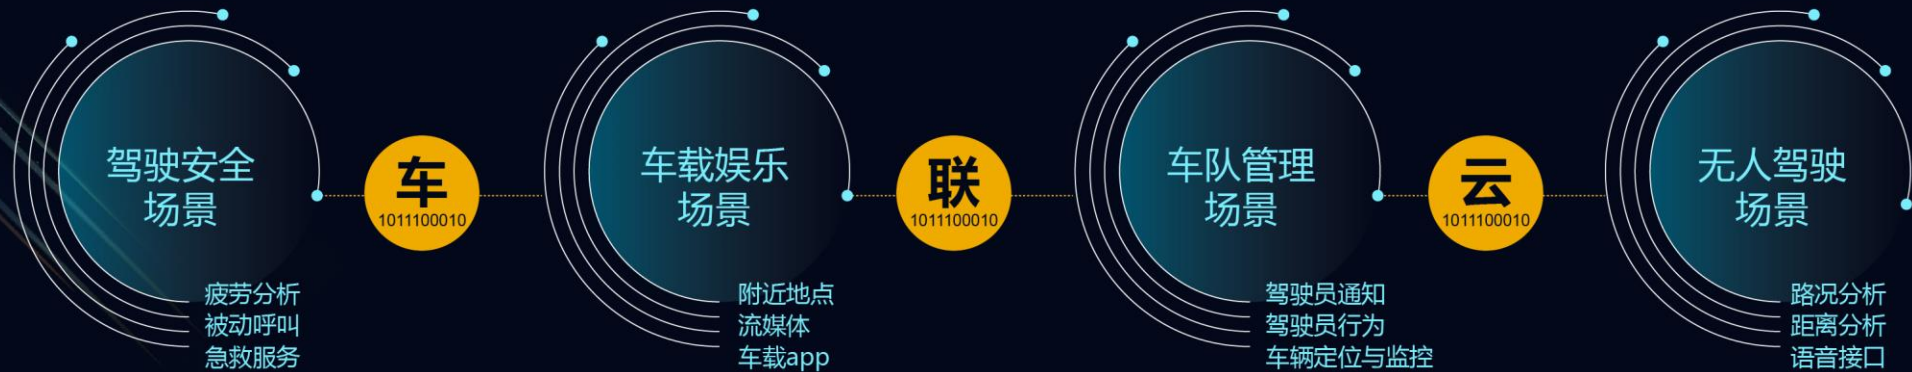 驾驶安全
场景
疲劳分析
被动呼叫
急救服务
车
1011100010
车载娱乐
场景
附近地点
流媒体
车载app
联
1011100010
车队管理
场景
驾驶员通知
驾驶员行为
车辆定位与监控
云
1011100010
无人驾驶
场景
路况分析
距离分析
语音接口